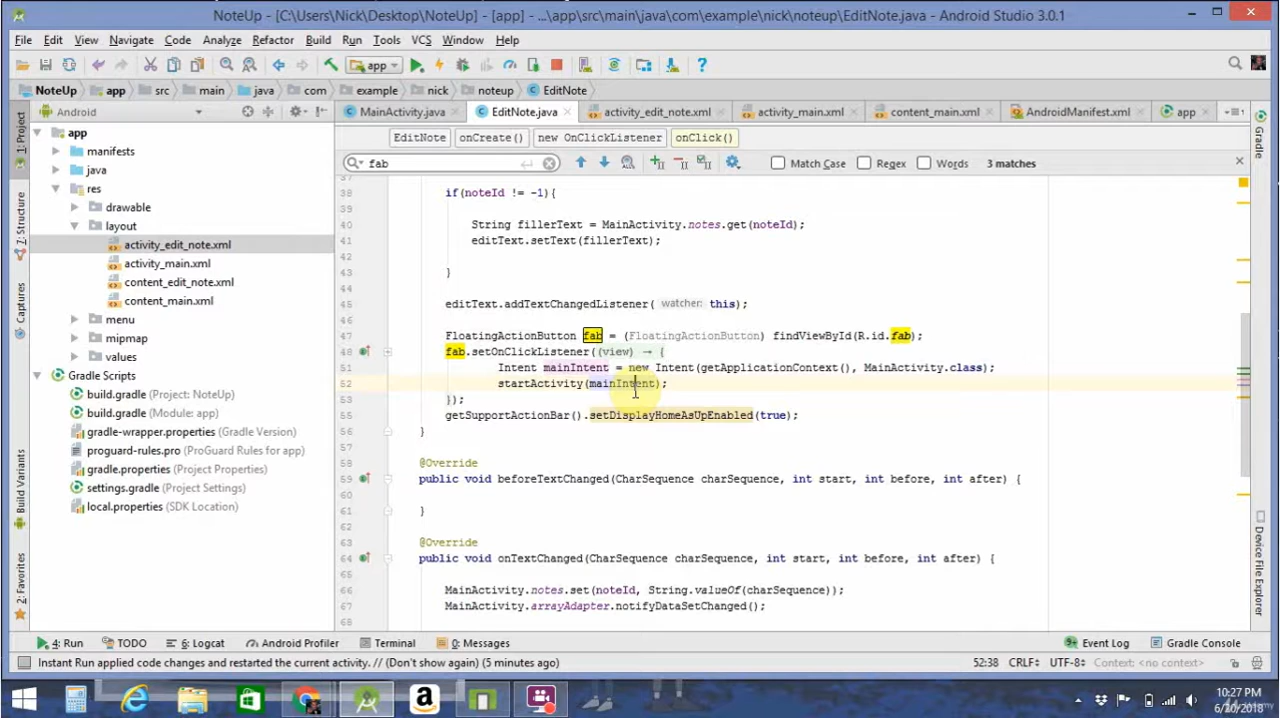 NoteUp - [C:\Users\Nick\Desktop\NoteUp] - [app] - ...\app\src\main\java\com\example\nick\noteup\EditNote.java - Android Studio 3.0.1
File Edit View Navigate Code Analyze Refactor Build Run Tools VCS Window Help
app
NoteUp app src main java com example nick noteup EditNote
Android
MainActivity.java EditNote.java activity_edit_note.xml activity_main.xml content_main.xml AndroidManifest.xml app
1: Project
Z: Structure
Captures
Build Variants
2: Favorites
app
manifests
java
res
drawable
layout
activity_edit_note.xml
activity_main.xml
content_edit_note.xml
content_main.xml
menu
mipmap
values
Gradle Scripts
build.gradle (Project: NoteUp)
build.gradle (Module: app)
gradle-wrapper.properties (Gradle Version)
proguard-rules.pro (ProGuard Rules for app)
gradle.properties (Project Properties)
settings.gradle (Project Settings)
local.properties (SDK Location)
EditNote onCreate() new OnClickListener onClick()
fab Match Case Regex Words 3 matches
37
38 if(noteId != -1){
39
40 String fillerText = MainActivity.notes.get(noteId);
41 editText.setText(fillerText);
42
43 }
44
45 editText.addTextChangedListener( watcher: this);
46
47 FloatingActionButton fab = (FloatingActionButton) findViewById(R.id.fab);
48 fab.setOnClickListener((view) → {
51 Intent mainIntent = new Intent(getApplicationContext(), MainActivity.class);
52 startActivity(mainIntent);
53 });
55 getSupportActionBar().setDisplayHomeAsUpEnabled(true);
56 }
57
58 @Override
59 public void beforeTextChanged(CharSequence charSequence, int start, int before, int after) {
60
61 }
62
63 @Override
64 public void onTextChanged(CharSequence charSequence, int start, int before, int after) {
65
66 MainActivity.notes.set(noteId, String.valueOf(charSequence));
67 MainActivity.arrayAdapter.notifyDataSetChanged();
68
Gradle
Device File Explorer
4: Run TODO 6: Logcat Android Profiler Terminal 0: Messages Event Log Gradle Console
Instant Run applied code changes and restarted the current activity. // (Don't show again) (5 minutes ago) 52:38 CRLF UTF-8 Context: <no context>
10:27 PM
6/20/2018